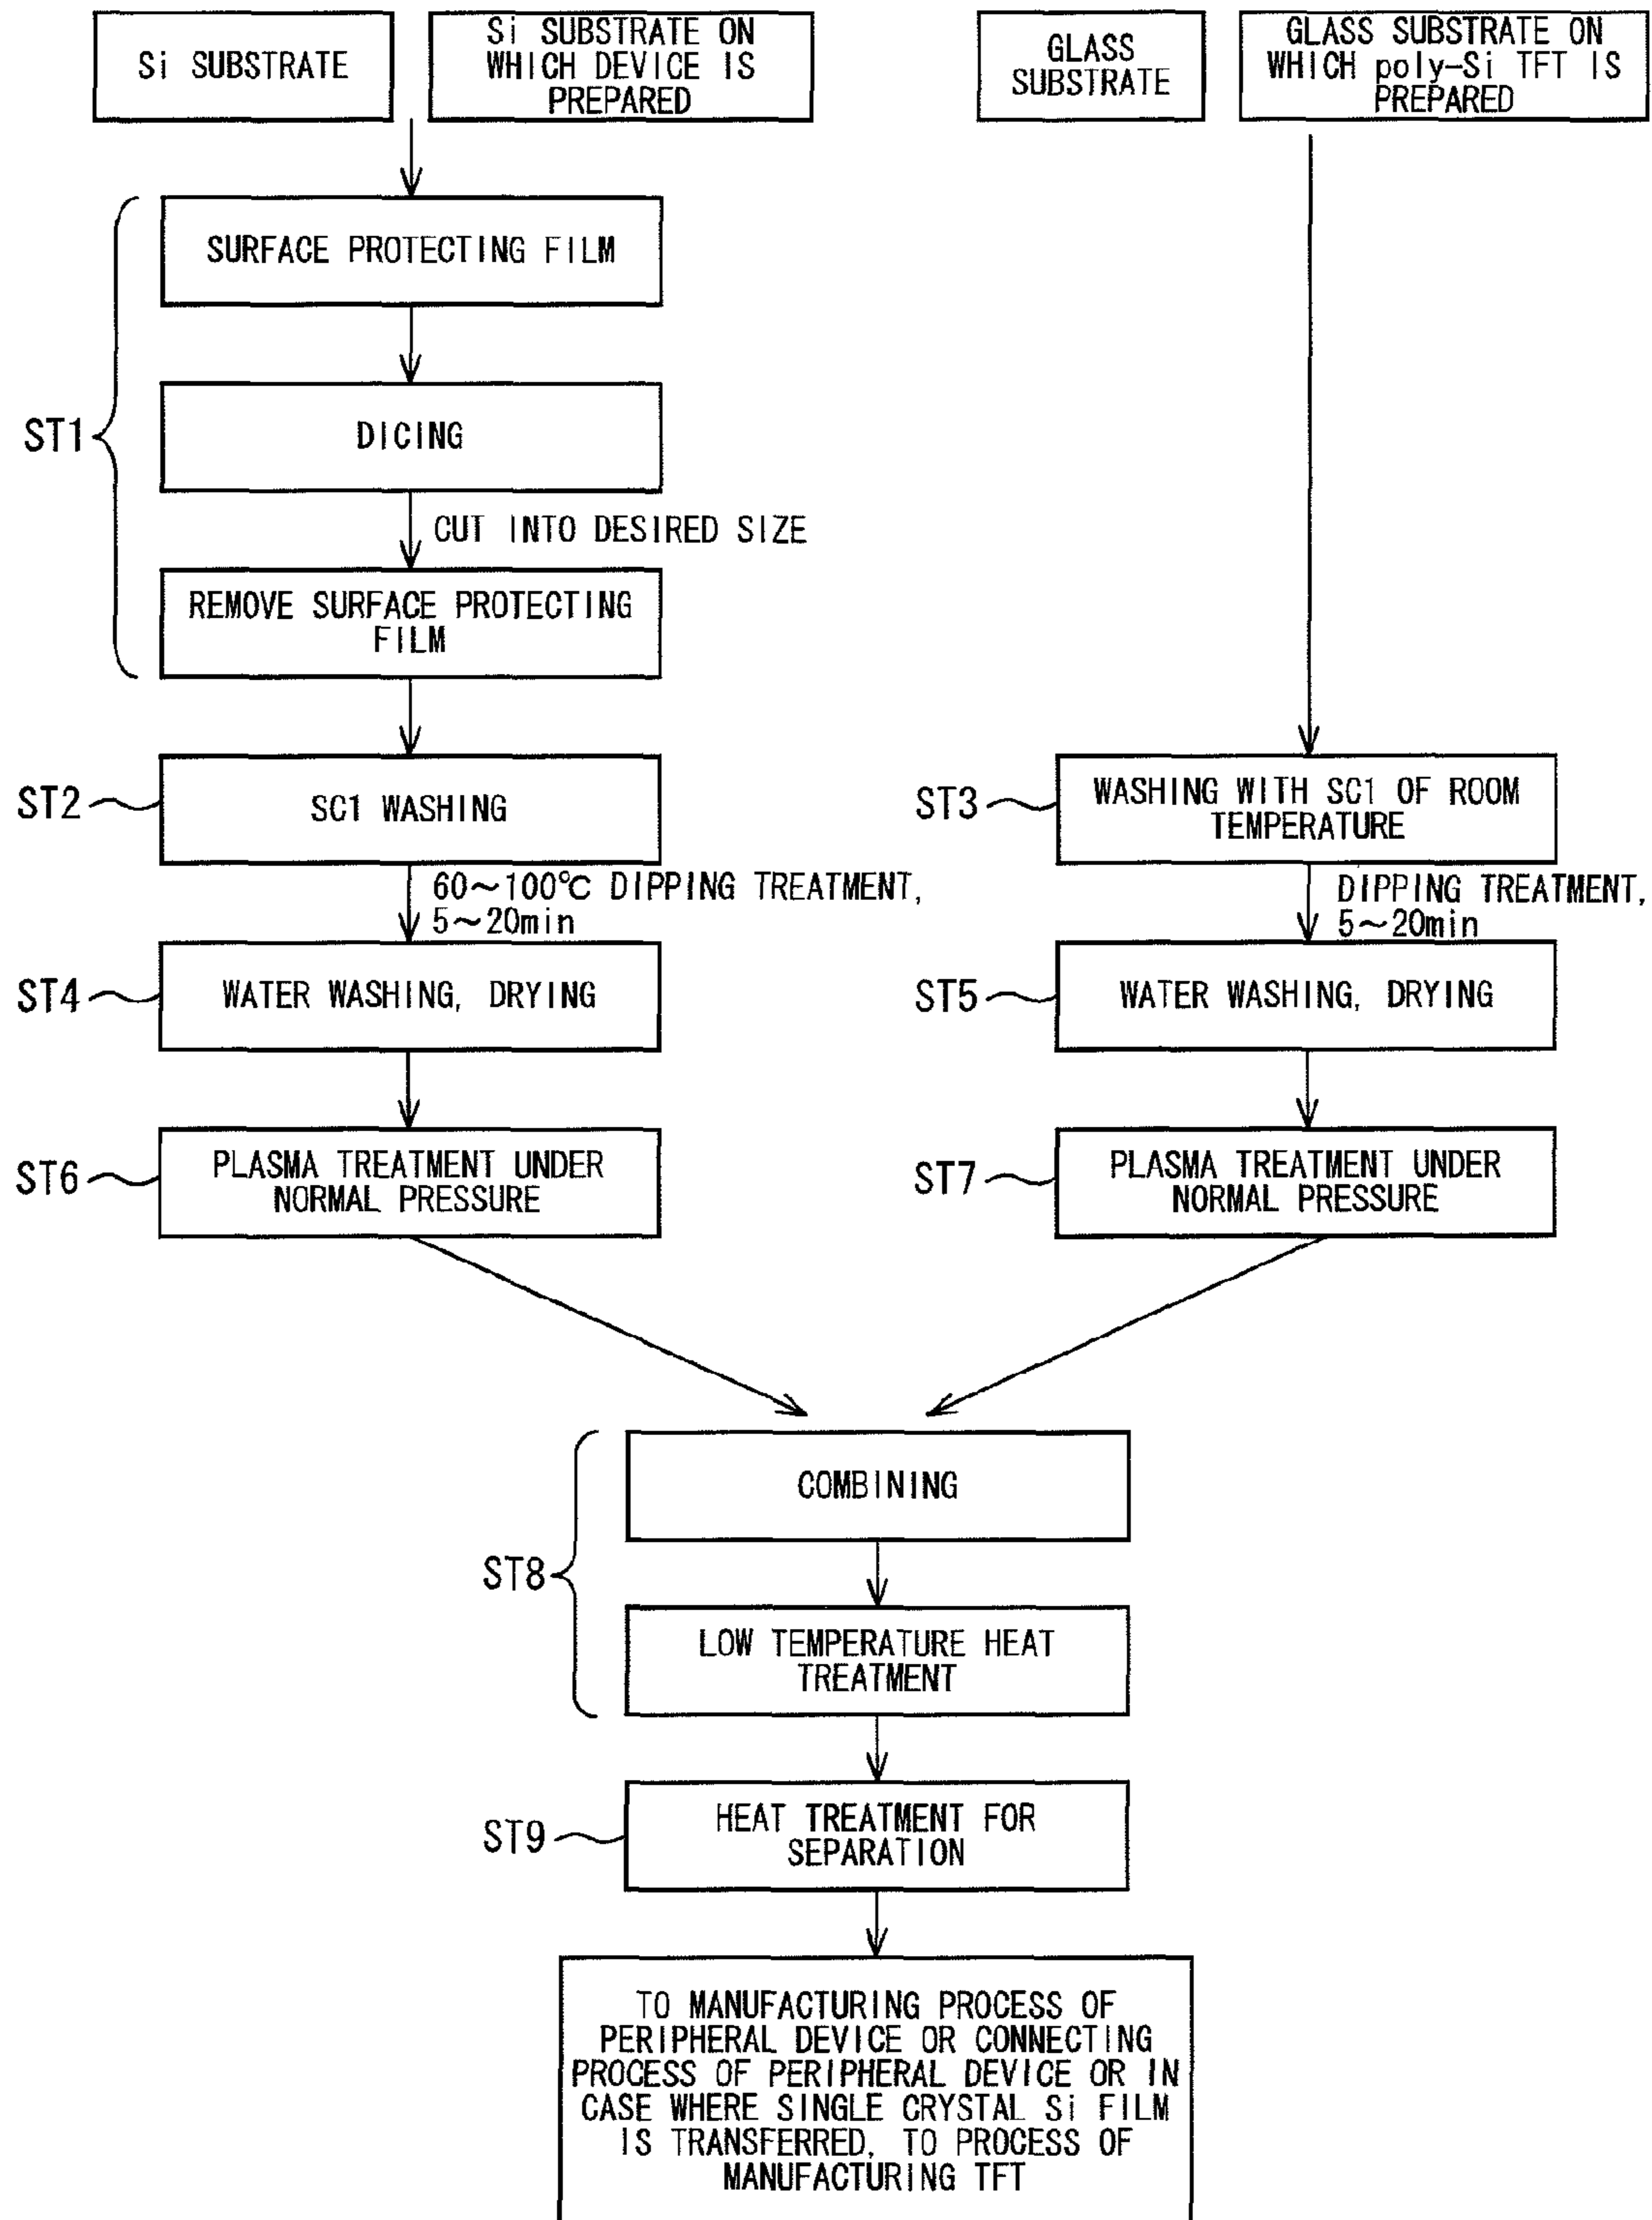 Si SUBSTRATE
Si SUBSTRATE ON
WHICH DEVICE IS
PREPARED
GLASS
SUBSTRATE
GLASS SUBSTRATE ON
WHICH poly-Si TFT IS
PREPARED
ST1
SURFACE PROTECTING FILM
DICING
CUT INTO DESIRED SIZE
REMOVE SURFACE PROTECTING
FILM
ST2
SC1 WASHING
ST3
WASHING WITH SC1 OF ROOM
TEMPERATURE
60～100℃ DIPPING TREATMENT,
5～20min
DIPPING TREATMENT,
5～20min
ST4
WATER WASHING, DRYING
ST5
WATER WASHING, DRYING
ST6
PLASMA TREATMENT UNDER
NORMAL PRESSURE
ST7
PLASMA TREATMENT UNDER
NORMAL PRESSURE
ST8
COMBINING
LOW TEMPERATURE HEAT
TREATMENT
ST9
HEAT TREATMENT FOR
SEPARATION
TO MANUFACTURING PROCESS OF
PERIPHERAL DEVICE OR CONNECTING
PROCESS OF PERIPHERAL DEVICE OR IN
CASE WHERE SINGLE CRYSTAL Si FILM
IS TRANSFERRED, TO PROCESS OF
MANUFACTURING TFT